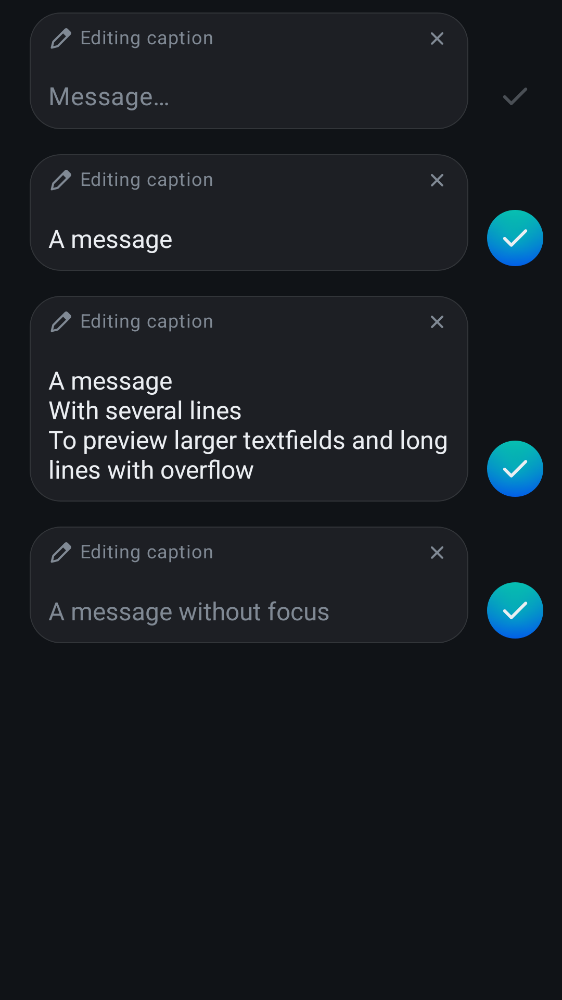 Editing caption
Message…
Editing caption
A message
Editing caption
A message
With several lines
To preview larger textfields and long
lines with overflow
Editing caption
A message without focus